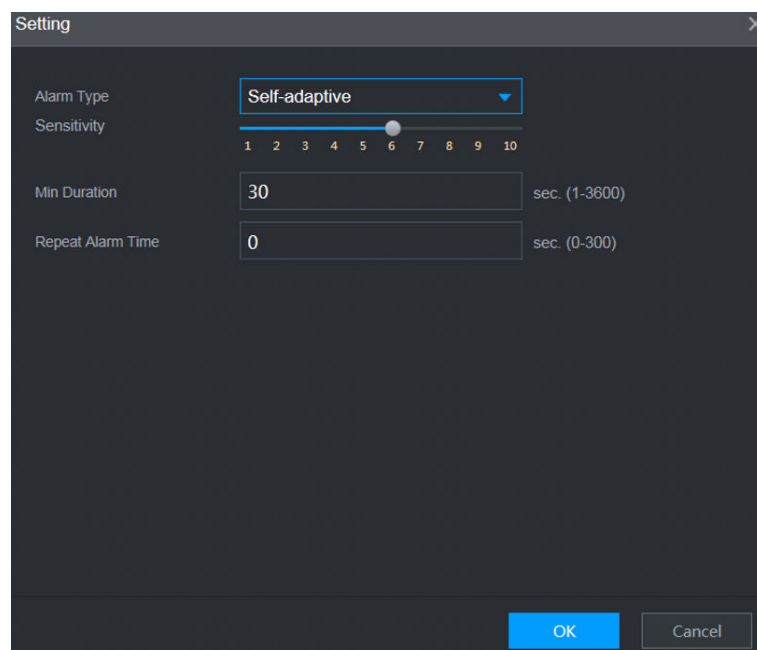 Setting
Alarm Type Self-adaptive
Sensitivity
1 2 3 4 5 6 7 8 9 10
Min Duration 30 sec. (1-3600)
Repeat Alarm Time 0 sec. (0-300)
OK Cancel